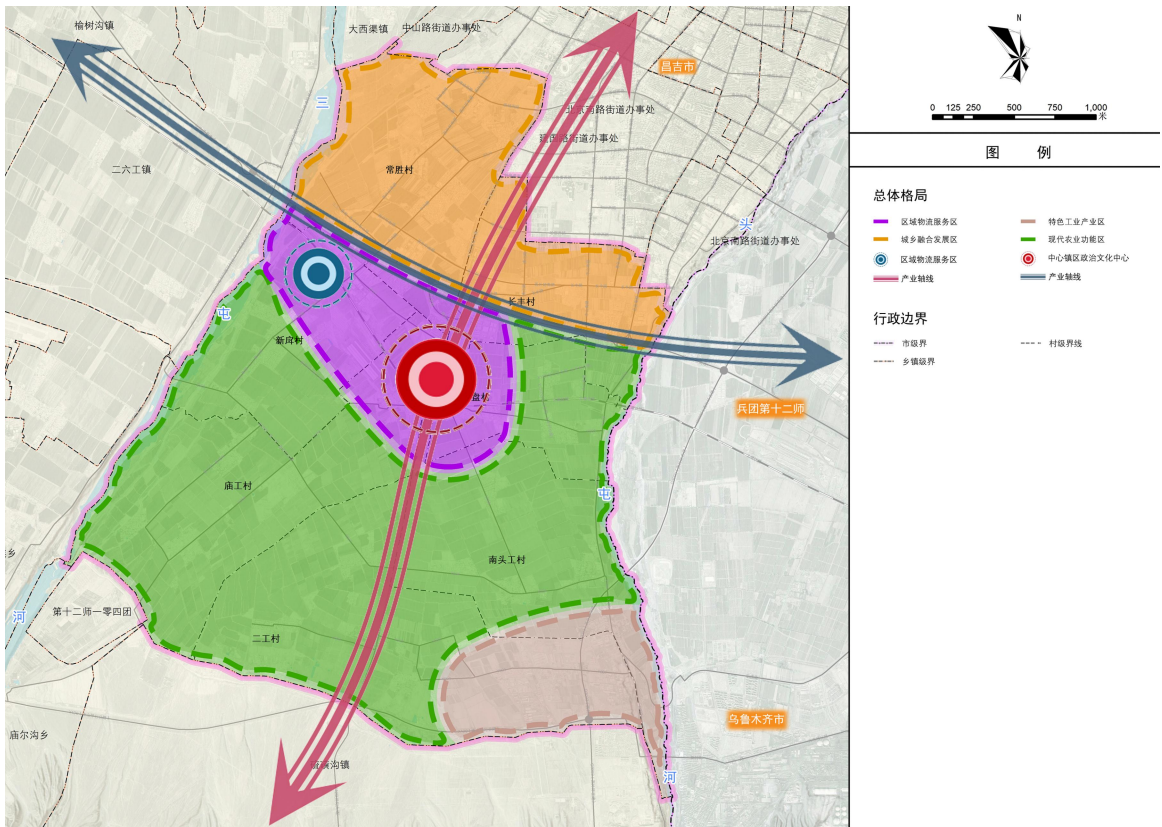 榆树沟镇
大西渠镇
中山路街道办事处
昌吉市
三
北京南路街道办事处
建国路街道办事处
二六工镇
常胜村
头
北京南路街道办事处
长丰村
屯
新庄村
兵团第十二师
庙工村
屯
南头工村
第十二师一零四团
河
二工村
乌鲁木齐市
庙尔沟乡
河
N
0 125 250 500 750 1,000
米
图 例
总体格局
区域物流服务区
特色工业产业区
城乡融合发展区
现代农业功能区
区域物流服务区
中心镇区政治文化中心
产业轴线
产业轴线
行政边界
市级界
村级界线
乡镇级界